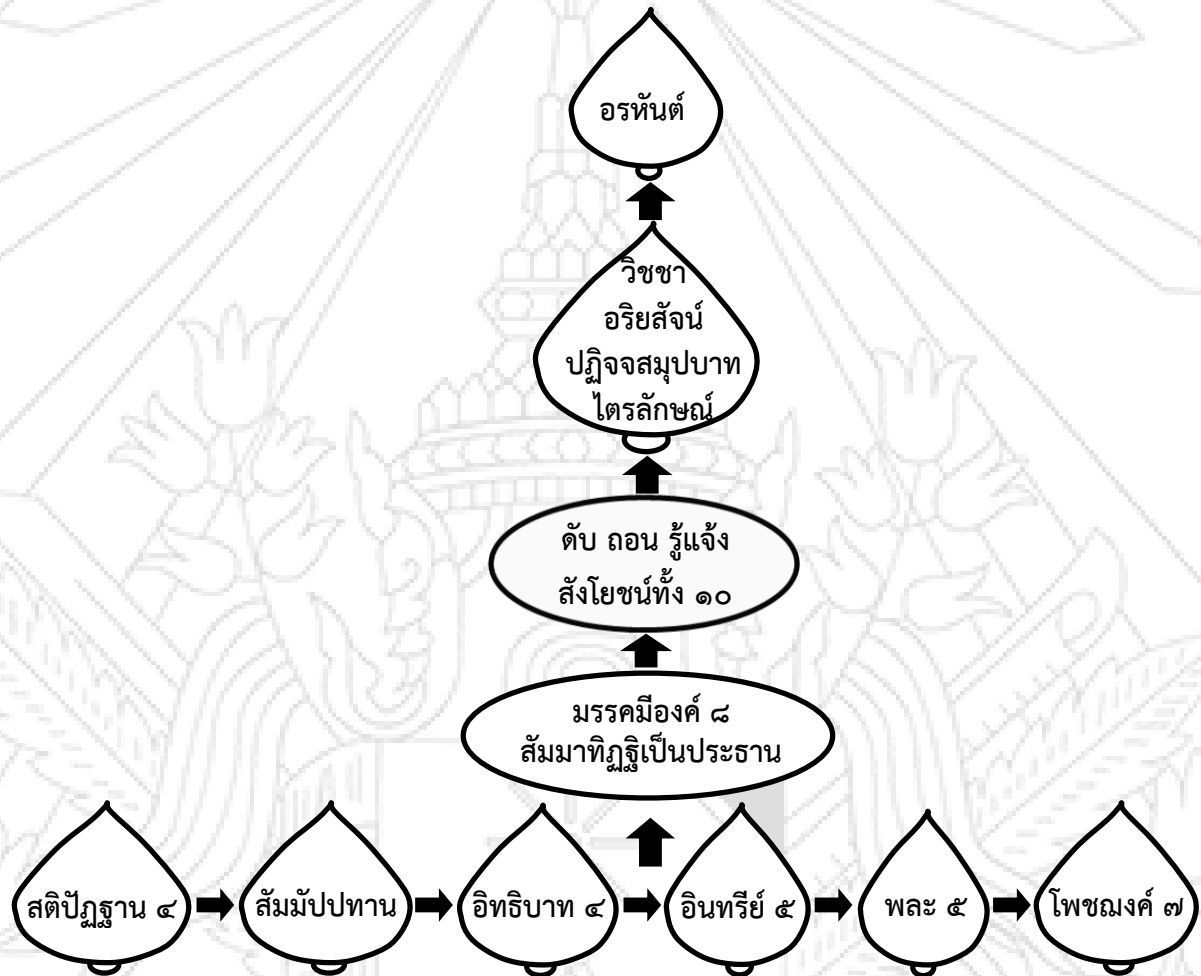 อรหันต์
วิชชา
อริยสัจน์
ปฏิจจสมุปบาท
ไตรลักษณ์
ดับ ถอน รู้แจ้ง
สังโยชน์ทั้ง ๑๐
มรรคมีองค์ ๘
สัมมาทิฏฐิเป็นประธาน
สติปัฏฐาน ๔
สัมมัปปทาน
อิทธิบาท ๔
อินทรีย์ ๕
พละ ๕
โพชฌงค์ ๗